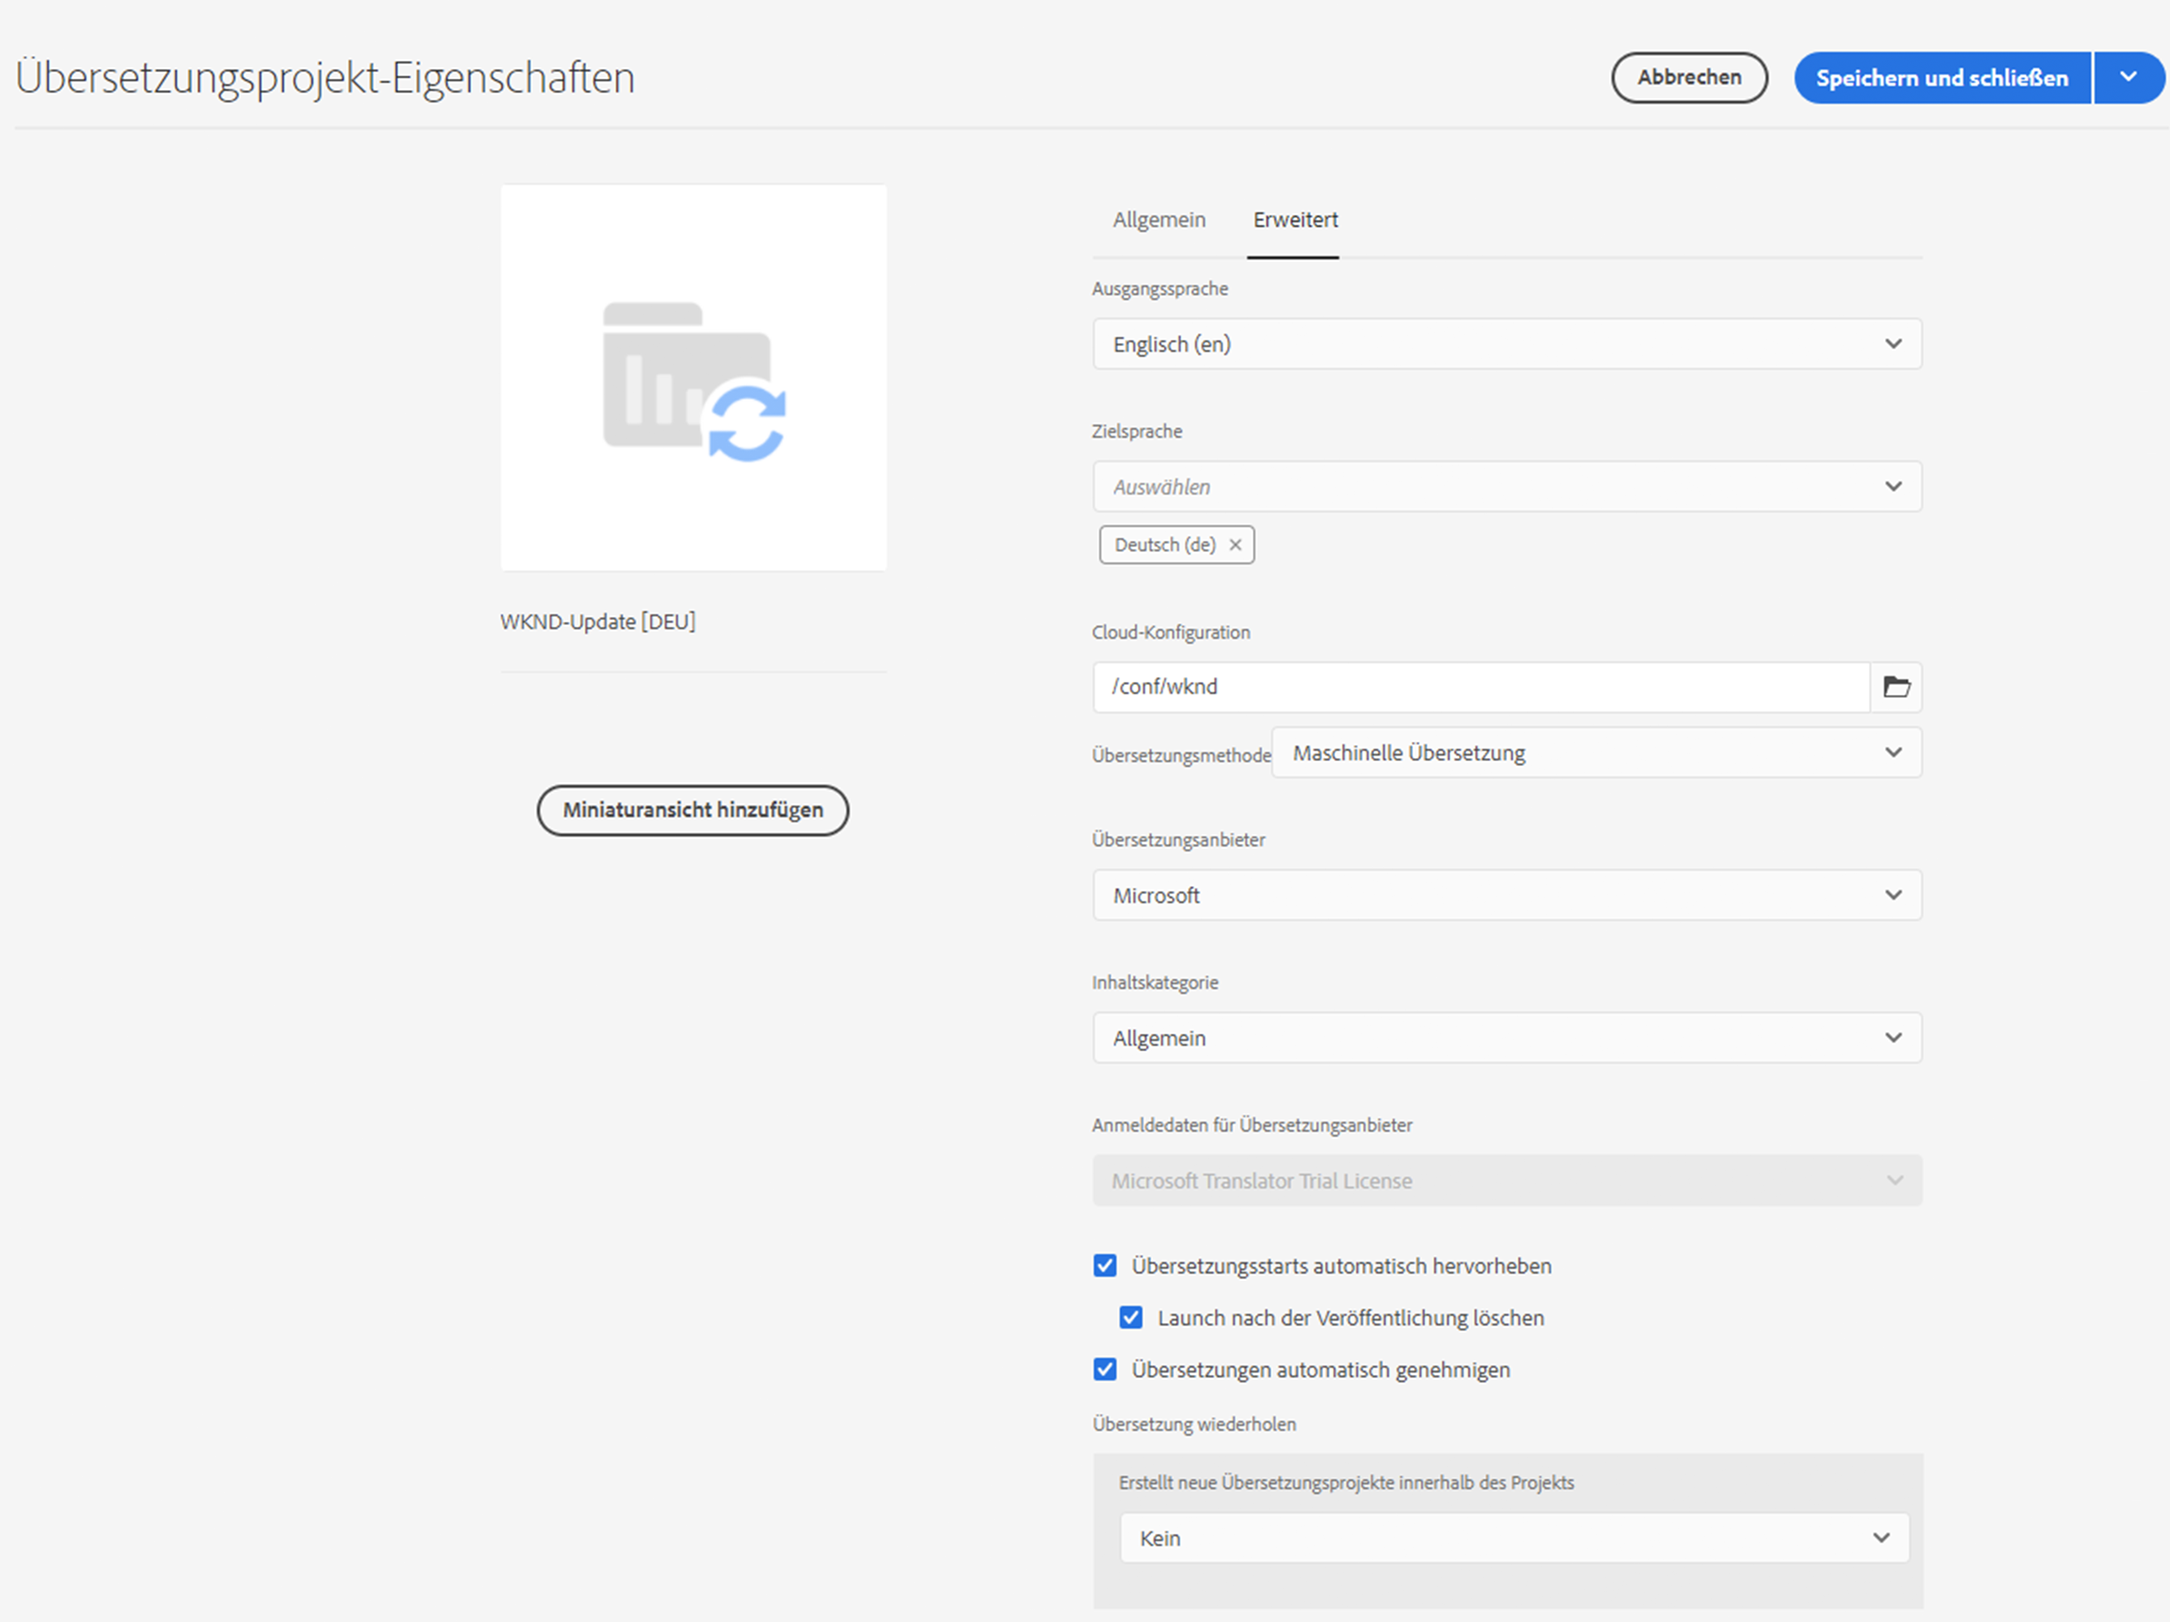 Übersetzungsprojekt-Eigenschaften
Abbrechen
Speichern und schließen
WKND-Update [DEU]
Miniaturansicht hinzufügen
Allgemein
Erweitert
Ausgangssprache
Englisch (en)
Zielsprache
Auswählen
Deutsch (de)
Cloud-Konfiguration
/conf/wknd
Übersetzungsmethode
Maschinelle Übersetzung
Übersetzungsanbieter
Microsoft
Inhaltskategorie
Allgemein
Anmeldedaten für Übersetzungsanbieter
Microsoft Translator Trial License
Übersetzungsstarts automatisch hervorheben
Launch nach der Veröffentlichung löschen
Übersetzungen automatisch genehmigen
Übersetzung wiederholen
Erstellt neue Übersetzungsprojekte innerhalb des Projekts
Kein